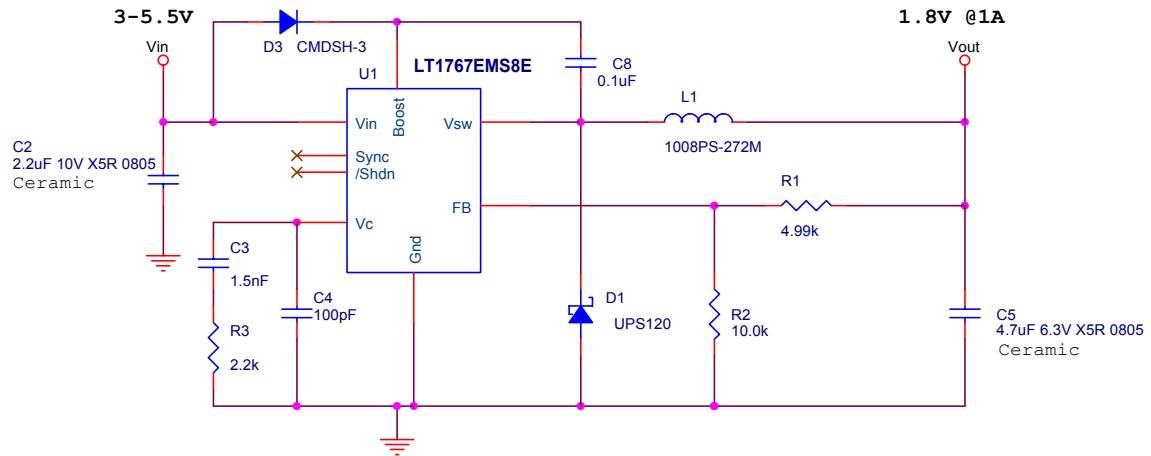 3-5.5V
1.8V @1A
Vin
D3 CMDSH-3
Vout
U1
LT1767EMS8E
C8
0.1uF
L1
1008PS-272M
Vin
Boost
Vsw
Sync
/Shdn
FB
Vc
Gnd
C2
2.2uF 10V X5R 0805
Ceramic
R1
4.99k
C3
1.5nF
C4
100pF
R3
2.2k
D1
UPS120
R2
10.0k
C5
4.7uF 6.3V X5R 0805
Ceramic